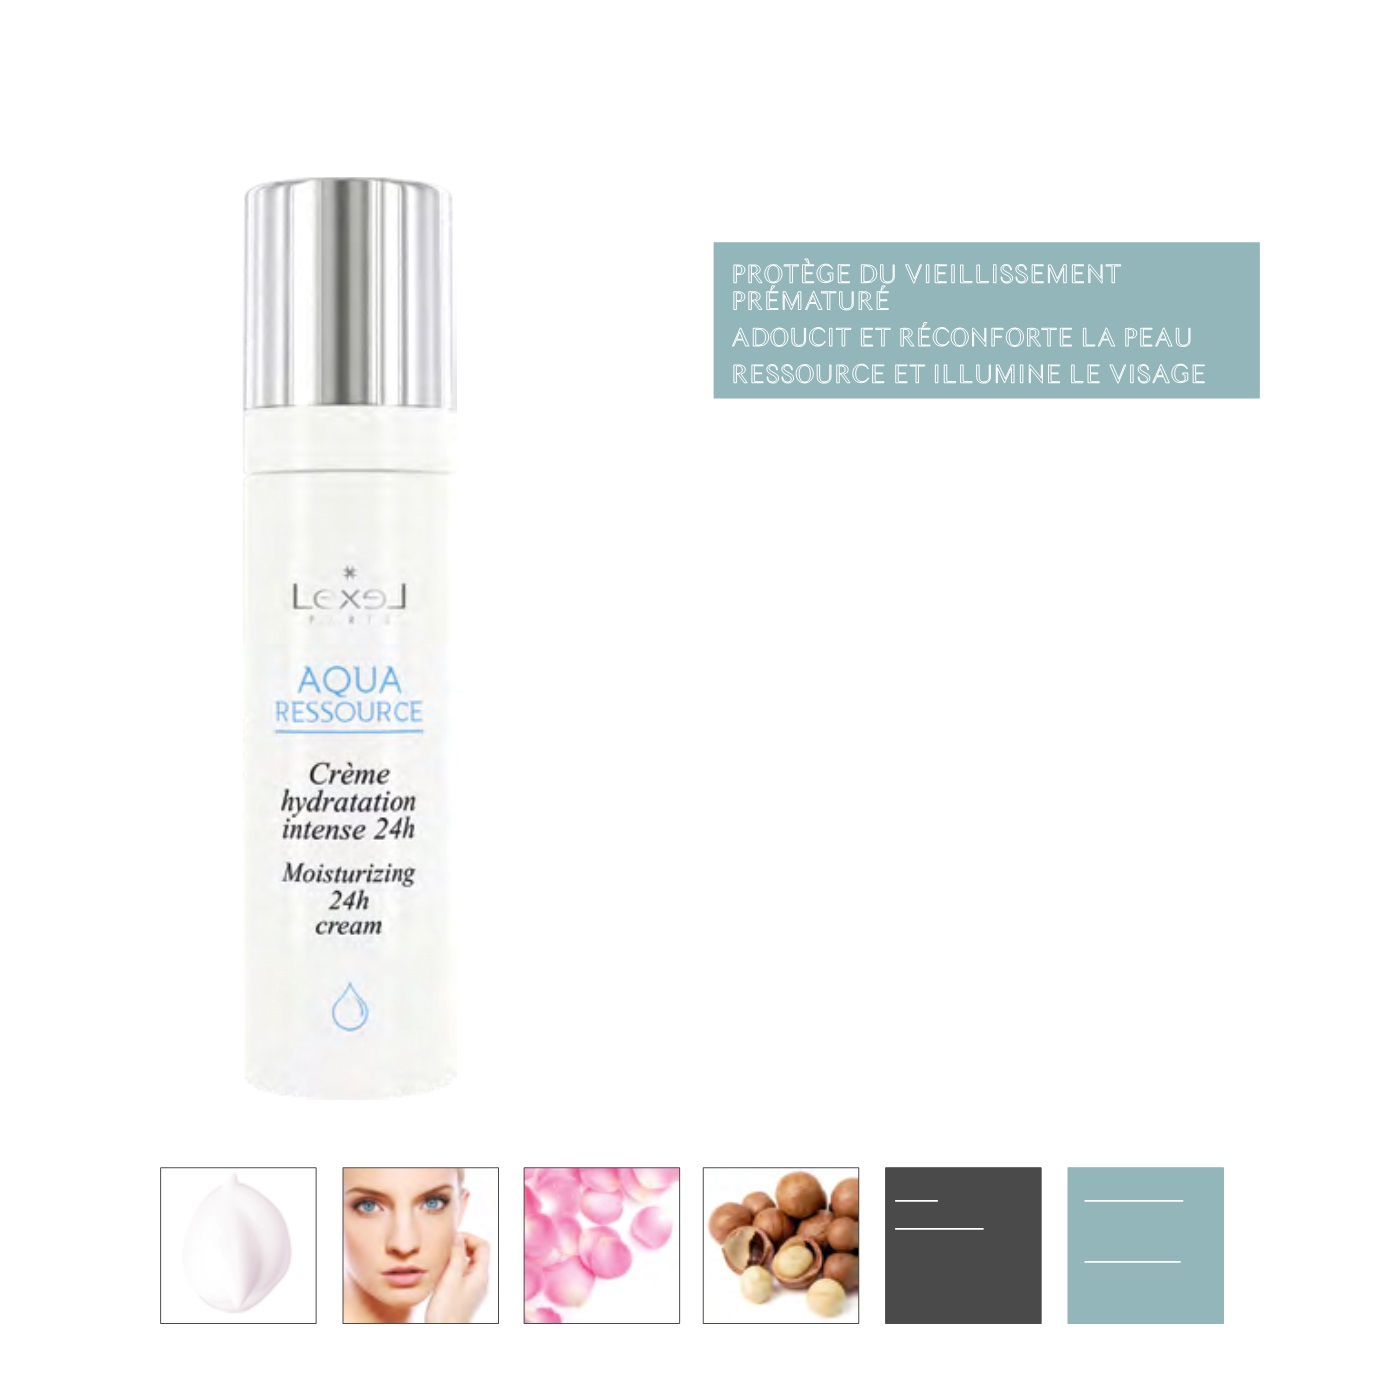 PROTÈGE DU VIEILLISSEMENT
PRÉMATURÉ
ADOUCIT ET RÉCONFORTE LA PEAU
RESSOURCE ET ILLUMINE LE VISAGE
LexeL
PARIS
AQUA
RESSOURCE
Crème
hydratation
intense 24h
Moisturizing
24h
cream